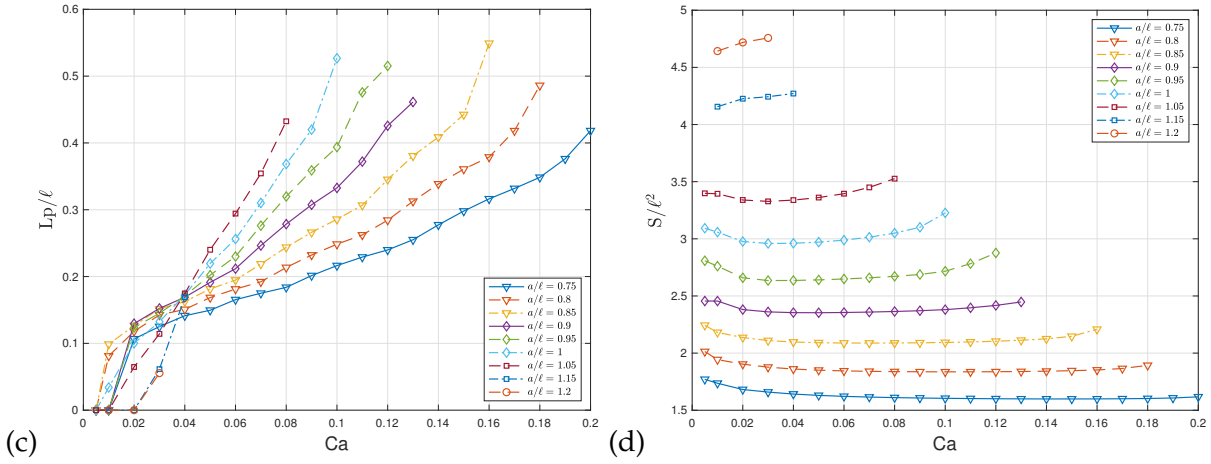 0.6
0.5
0.4
0.3
0.2
0.1
0
Lp/ℓ
0 0.02 0.04 0.06 0.08 0.1 0.12 0.14 0.16 0.18 0.2
Ca
a/ℓ = 0.75
a/ℓ = 0.8
a/ℓ = 0.85
a/ℓ = 0.9
a/ℓ = 0.95
a/ℓ = 1
a/ℓ = 1.05
a/ℓ = 1.15
a/ℓ = 1.2
(c)
5
4.5
4
3.5
3
2.5
2
1.5
S/ℓ²
0 0.02 0.04 0.06 0.08 0.1 0.12 0.14 0.16 0.18 0.2
Ca
a/ℓ = 0.75
a/ℓ = 0.8
a/ℓ = 0.85
a/ℓ = 0.9
a/ℓ = 0.95
a/ℓ = 1
a/ℓ = 1.05
a/ℓ = 1.15
a/ℓ = 1.2
(d)